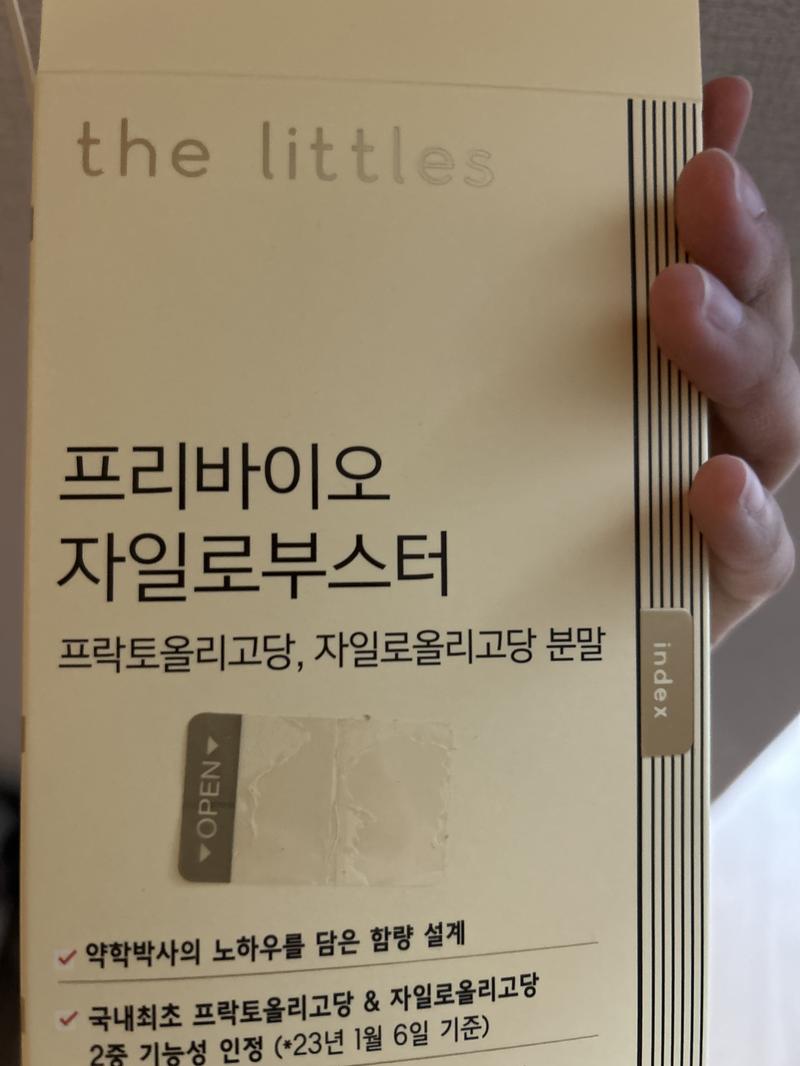 the littles
프리바이오
자일로부스터
프락토올리고당, 자일로올리고당 분말
index
OPEN
약학박사의 노하우를 담은 함량 설계
국내최초 프락토올리고당 & 자일로올리고당
2중 기능성 인정 (*23년 1월 6일 기준)